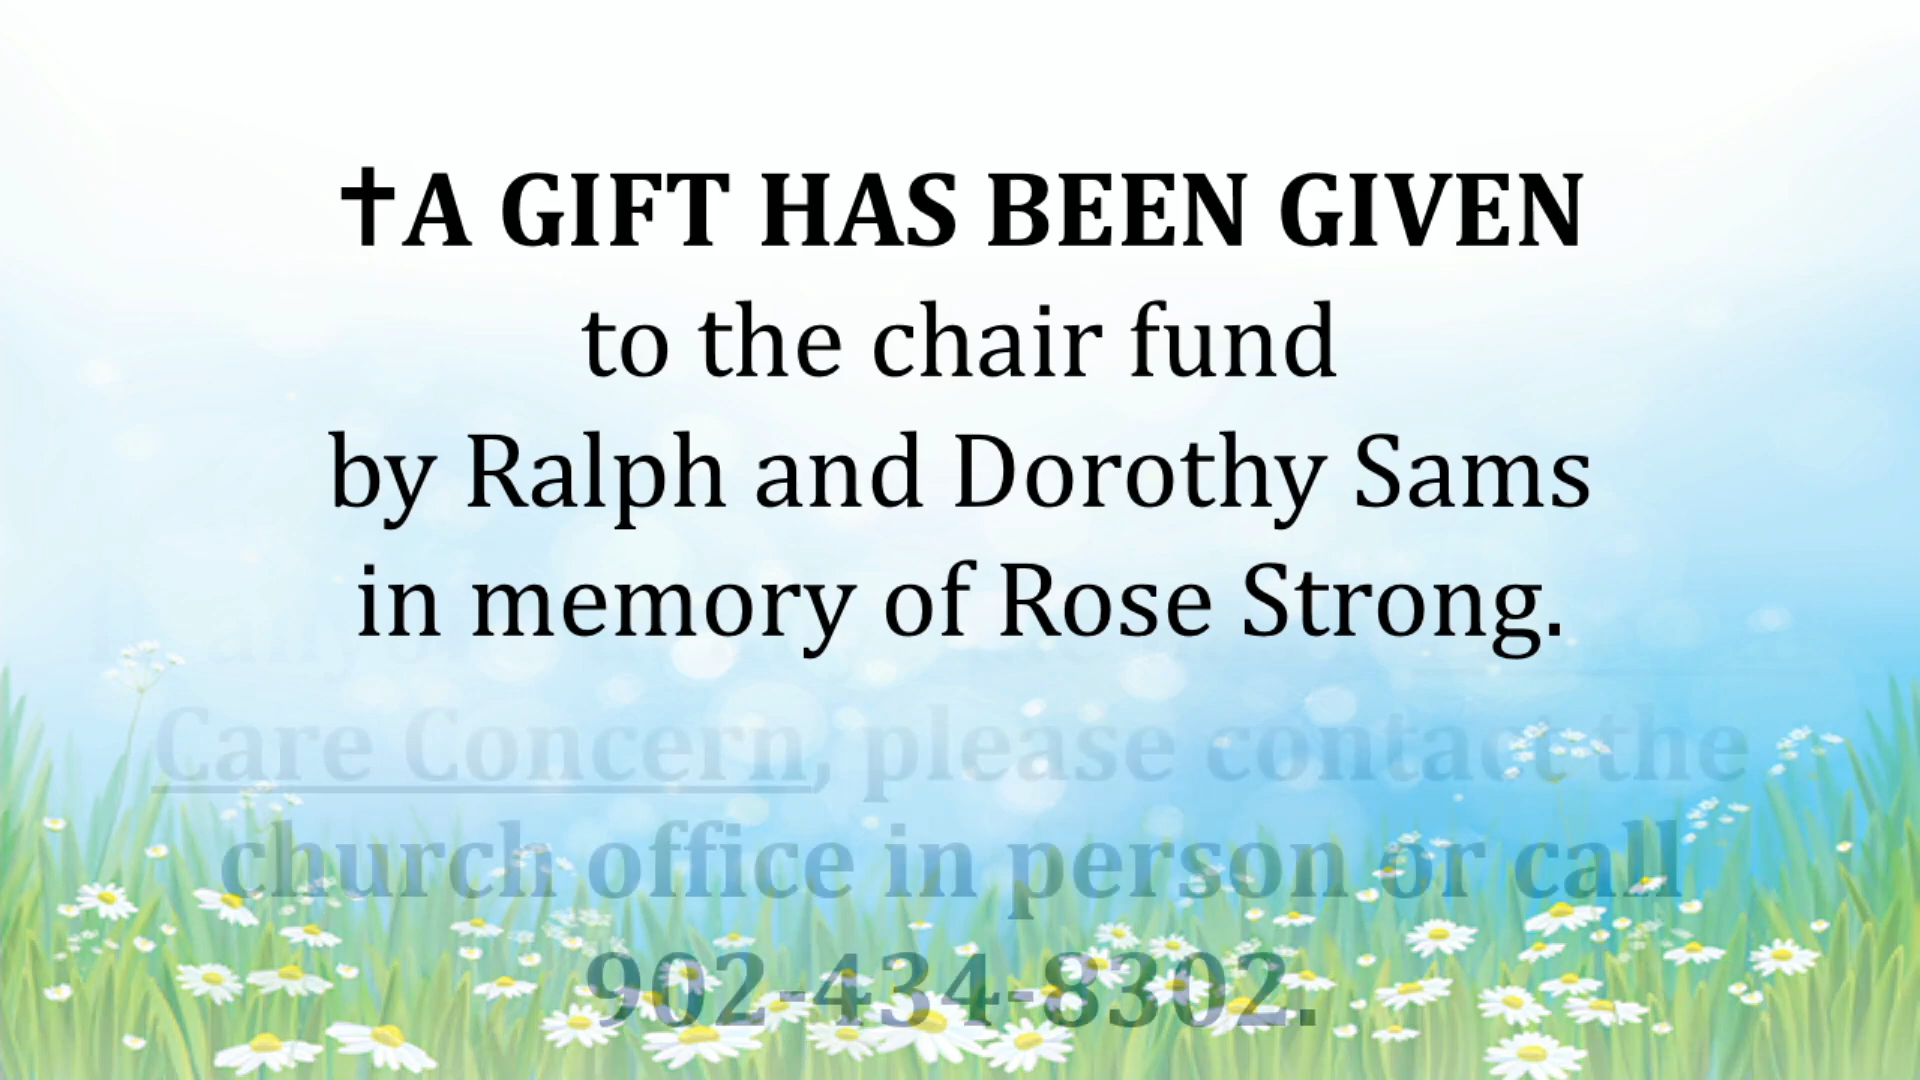 ✝A GIFT HAS BEEN GIVEN
to the chair fund
by Ralph and Dorothy Sams
in memory of Rose Strong.
Care Concern, please contact the
church office in person or call
902-434-8302.